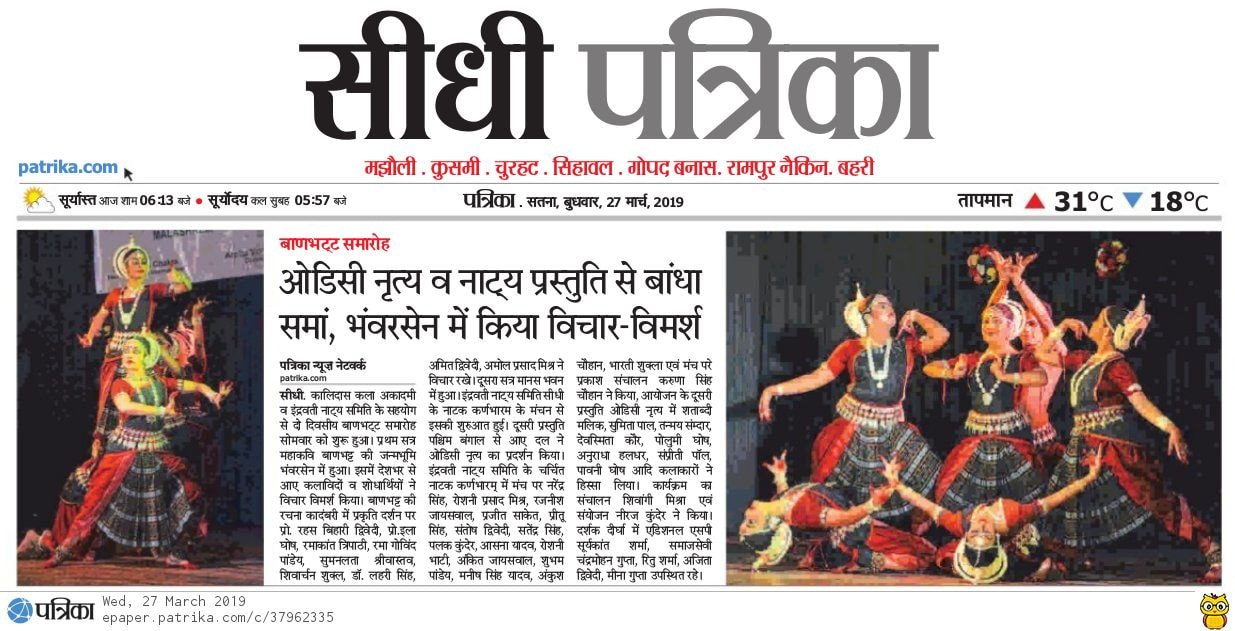 सीधी पत्रिका
patrika.com
मझौली . कुसमी . चुरहट . सिहावल . गोपद बनास. रामपुर नैकिन. बहरी
सूर्यास्त आज शाम 06:13 बजे ● सूर्योदय कल सुबह 05:57 बजे
पत्रिका . सतना, बुधवार, 27 मार्च, 2019
तापमान ▲ 31°C ▼ 18°C
MALASHREE
Chakra
बाणभट्ट समारोह
ओडिसी नृत्य व नाट्य प्रस्तुति से बांधा
समां, भंवरसेन में किया विचार-विमर्श
पत्रिका न्यूज़ नेटवर्क
patrika.com
सीधी. कालिदास कला अकादमी
व इंद्रवती नाट्य समिति के सहयोग
से दो दिवसीय बाणभट्ट समारोह
सोमवार को शुरू हुआ। प्रथम सत्र
महाकवि बाणभट्ट की जन्मभूमि
भंवरसेन में हुआ। इसमें देशभर से
आए कलाविदों व शोधार्थियों ने
विचार विमर्श किया। बाणभट्ट की
रचना कादंबरी में प्रकृति दर्शन पर
प्रो. रहस बिहारी द्विवेदी, प्रो.इला
घोष, रमाकांत त्रिपाठी, रमा गोविंद
पांडेय, सुमनलता श्रीवास्तव,
शिवार्चन शुक्ल, डॉ. लहरी सिंह,
अमित द्विवेदी, अमोल प्रसाद मिश्र ने
विचार रखे। दूसरा सत्र मानस भवन
में हुआ। इंद्रवती नाट्य समिति सीधी
के नाटक कर्णभारम के मंचन से
इसकी शुरुआत हुई। दूसरी प्रस्तुति
पश्चिम बंगाल से आए दल ने
ओडिसी नृत्य का प्रदर्शन किया।
इंद्रवती नाट्य समिति के चर्चित
नाटक कर्णभारम् में मंच पर नरेंद्र
सिंह, रोशनी प्रसाद मिश्र, रजनीश
जायसवाल, प्रजीत साकेत, प्रीतू
सिंह, संतोष द्विवेदी, सतेंद्र सिंह,
पलक कुंदेर, आसना यादव, रोशनी
भाटी, अंकित जायसवाल, शुभम
पांडेय, मनीष सिंह यादव, अंकुश
चौहान, भारती शुक्ला एवं मंच परे
प्रकाश संचालन करुणा सिंह
चौहान ने किया, आयोजन के दूसरी
प्रस्तुति ओडिसी नृत्य में शताब्दी
मलिक, सुमिता पाल, तन्मय संग्दार,
देवस्मिता कौर, पोलुमी घोष,
अनुराधा हलधर, संप्रीती पॉल,
पावनी घोष आदि कलाकारों ने
हिस्सा लिया। कार्यक्रम का
संचालन शिवांगी मिश्रा एवं
संयोजन नीरज कुंदेर ने किया।
दर्शक दीर्घा में एडिशनल एसपी
सूर्यकांत शर्मा, समाजसेवी
चंद्रमोहन गुप्ता, रितु शर्मा, अजिता
द्विवेदी, मीना गुप्ता उपस्थित रहे।
पत्रिका
Wed, 27 March 2019
epaper.patrika.com/c/37962335